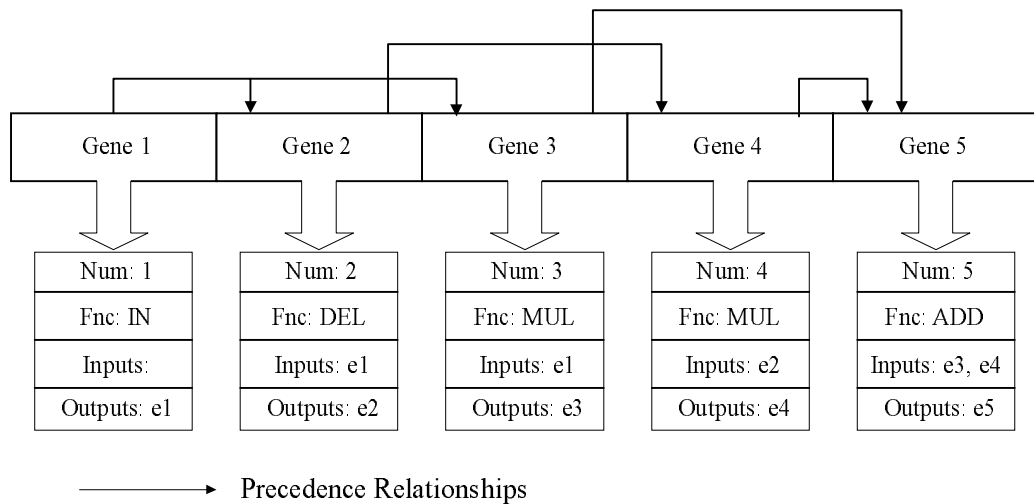 Gene 1
Gene 2
Gene 3
Gene 4
Gene 5
Num: 1
Num: 2
Num: 3
Num: 4
Num: 5
Fnc: IN
Fnc: DEL
Fnc: MUL
Fnc: MUL
Fnc: ADD
Inputs:
Inputs: e1
Inputs: e1
Inputs: e2
Inputs: e3, e4
Outputs: e1
Outputs: e2
Outputs: e3
Outputs: e4
Outputs: e5
Precedence Relationships